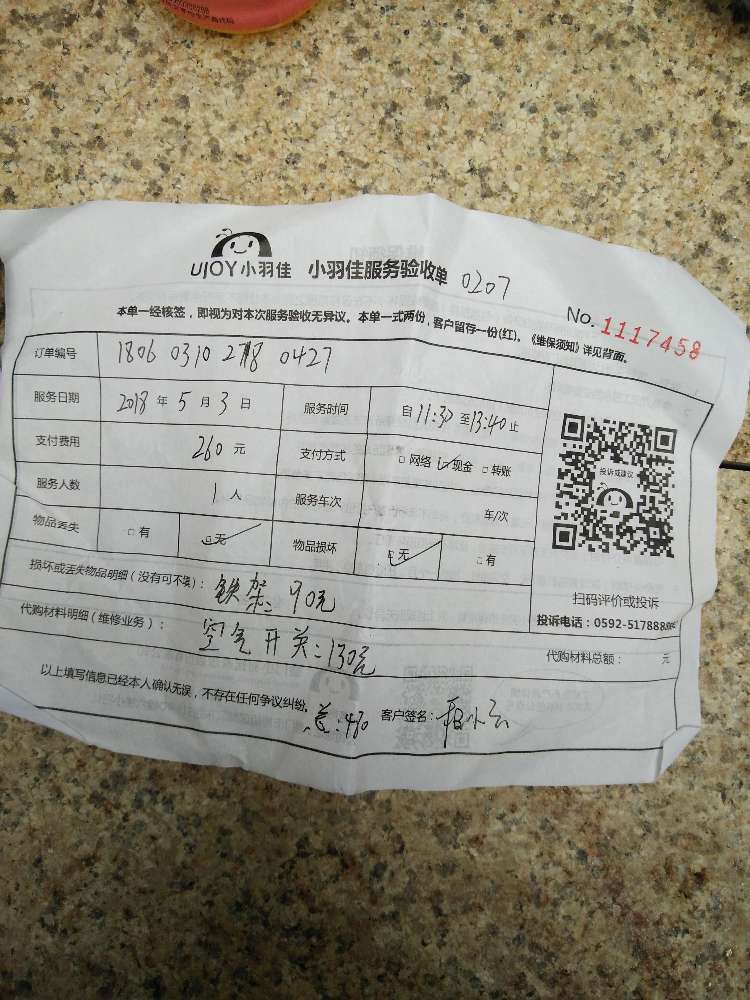 UJOY小羽佳 小羽佳服务验收单 0207
No. 1117458
本单一经核签，即视为对本次服务验收无异议。本单一式两份，客户留存一份(红)。《维保须知》详见背面。
订单编号 1806 0310 2718 0427
服务日期 2018 年 5 月 3 日 服务时间 自 11:30 至 13:40 止
支付费用 260 元 支付方式 □ 网络 ☑ 现金 □ 转账
服务人数 1 人 服务车次 车/次
物品丢失 □ 有 ☑ 无 物品损坏 ☑ 无 □ 有
投诉或建议
扫码评价或投诉
投诉电话：0592-5178888
损坏或丢失物品明细（没有可不填）： 铁架：90元
代购材料明细（维修业务）： 空气开关：130元
代购材料总额： 元
以上填写信息已经本人确认无误，不存在任何争议纠纷。
总：480 客户签名：